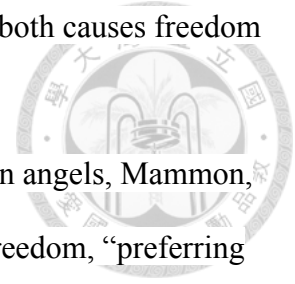 both causes freedom
n angels, Mammon,
reedom, “preferring